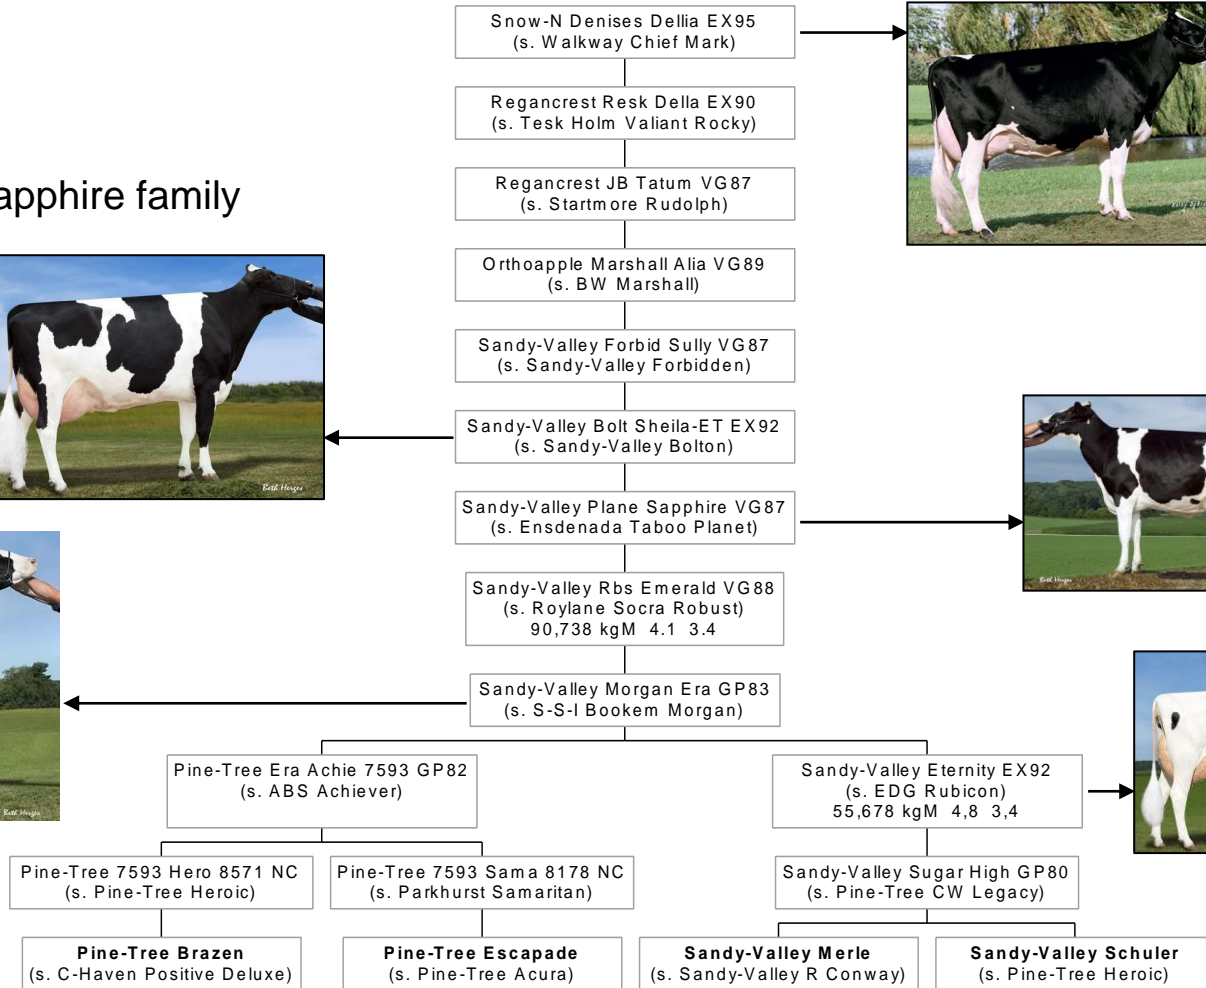 Snow-N Denises Dellia EX95
(s. Walkway Chief Mark)
Regancrest Resk Della EX90
(s. Tesk Holm Valiant Rocky)
apphire family
Regancrest JB Tatum VG87
(s. Startmore Rudolph)
Orthoapple Marshall Alia VG89
(s. BW Marshall)
Sandy-Valley Forbid Sully VG87
(s. Sandy-Valley Forbidden)
Sandy-Valley Bolt Sheila-ET EX92
(s. Sandy-Valley Bolton)
Beth Herges
Sandy-Valley Plane Sapphire VG87
(s. Ensdenada Taboo Planet)
Beth Herges
Sandy-Valley Rbs Emerald VG88
(s. Roylane Socra Robust)
90,738 kgM 4.1 3.4
Sandy-Valley Morgan Era GP83
(s. S-S-I Bookem Morgan)
Beth Herges
Pine-Tree Era Achie 7593 GP82
(s. ABS Achiever)
Sandy-Valley Eternity EX92
(s. EDG Rubicon)
55,678 kgM 4,8 3,4
Pine-Tree 7593 Hero 8571 NC
(s. Pine-Tree Heroic)
Pine-Tree 7593 Sama 8178 NC
(s. Parkhurst Samaritan)
Sandy-Valley Sugar High GP80
(s. Pine-Tree CW Legacy)
Pine-Tree Brazen
(s. C-Haven Positive Deluxe)
Pine-Tree Escapade
(s. Pine-Tree Acura)
Sandy-Valley Merle
(s. Sandy-Valley R Conway)
Sandy-Valley Schuler
(s. Pine-Tree Heroic)